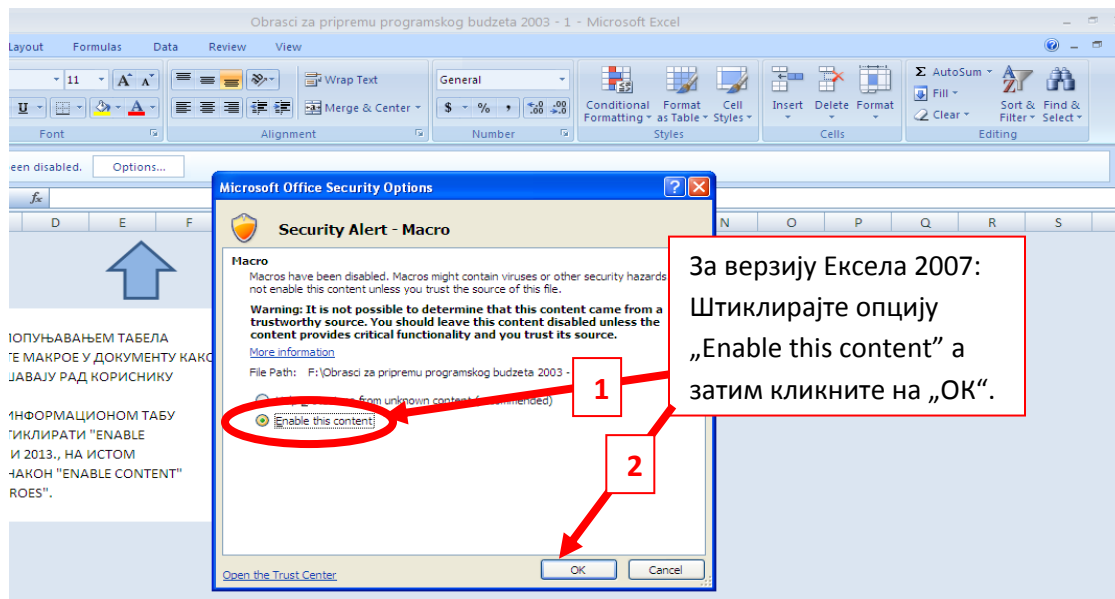 Obrasci za pripremu programskog budzeta 2003 - 1 - Microsoft Excel
Layout Formulas Data Review View
11 A A Wrap Text General Σ AutoSum
Fill
U A Merge & Center $ % , .0 .00 .00 .0 Conditional Formatting Format as Table Cell Styles Insert Delete Format Clear Sort & Filter Find & Select
Font Alignment Number Styles Cells Editing
been disabled. Options...
fx
D E F N O P Q R S
Microsoft Office Security Options
Security Alert - Macro
Macro
Macros have been disabled. Macros might contain viruses or other security hazards
not enable this content unless you trust the source of this file.
Warning: It is not possible to determine that this content came from a
trustworthy source. You should leave this content disabled unless the
content provides critical functionality and you trust its source.
More information
File Path: F:\Obrasci za pripremu programskog budzeta 2003 -
from unknown content (recommended)
Enable this content
Open the Trust Center
OK Cancel
1
2
За верзију Ексела 2007:
Штиклирајте опцију
„Enable this content” а
затим кликните на „ОК“.
ПОПУЊАВАЊЕМ ТАБЕЛА
ТЕ МАКРОЕ У ДОКУМЕНТУ КАКО
ШАВАЈУ РАД КОРИСНИКУ
ИНФОРМАЦИОНОМ ТАБУ
ТИКЛИРАТИ "ENABLE
И 2013., НА ИСТОМ
НАКОН "ENABLE CONTENT"
ROES".